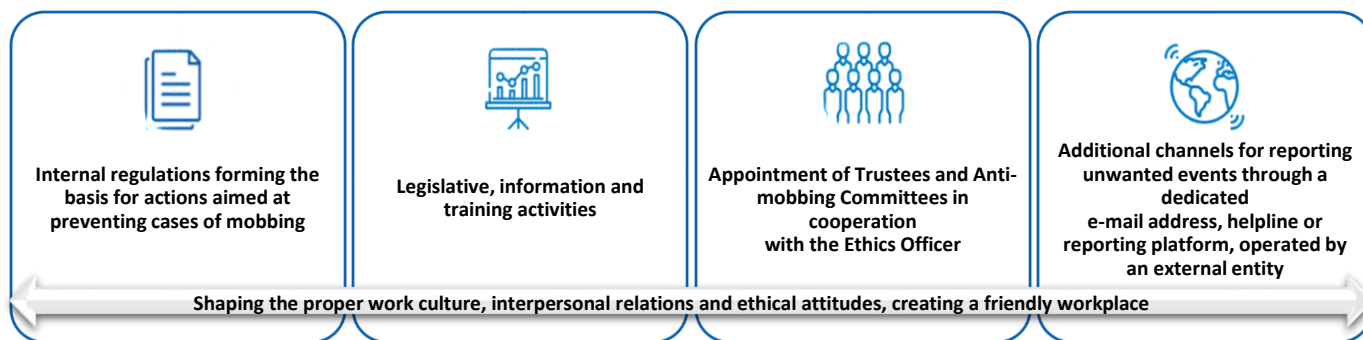 Internal regulations forming the
basis for actions aimed at
preventing cases of mobbing
Legislative, information and
training activities
Appointment of Trustees and Anti-
mobbing Committees in
cooperation
with the Ethics Officer
Additional channels for reporting
unwanted events through a
dedicated
e-mail address, helpline or
reporting platform, operated by
an external entity
Shaping the proper work culture, interpersonal relations and ethical attitudes, creating a friendly workplace